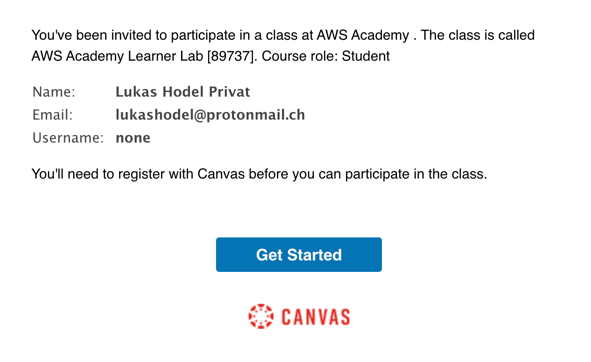 You've been invited to participate in a class at AWS Academy . The class is called
AWS Academy Learner Lab [89737]. Course role: Student
Name: Lukas Hodel Privat
Email: lukashodel@protonmail.ch
Username: none
You'll need to register with Canvas before you can participate in the class.
Get Started
CANVAS